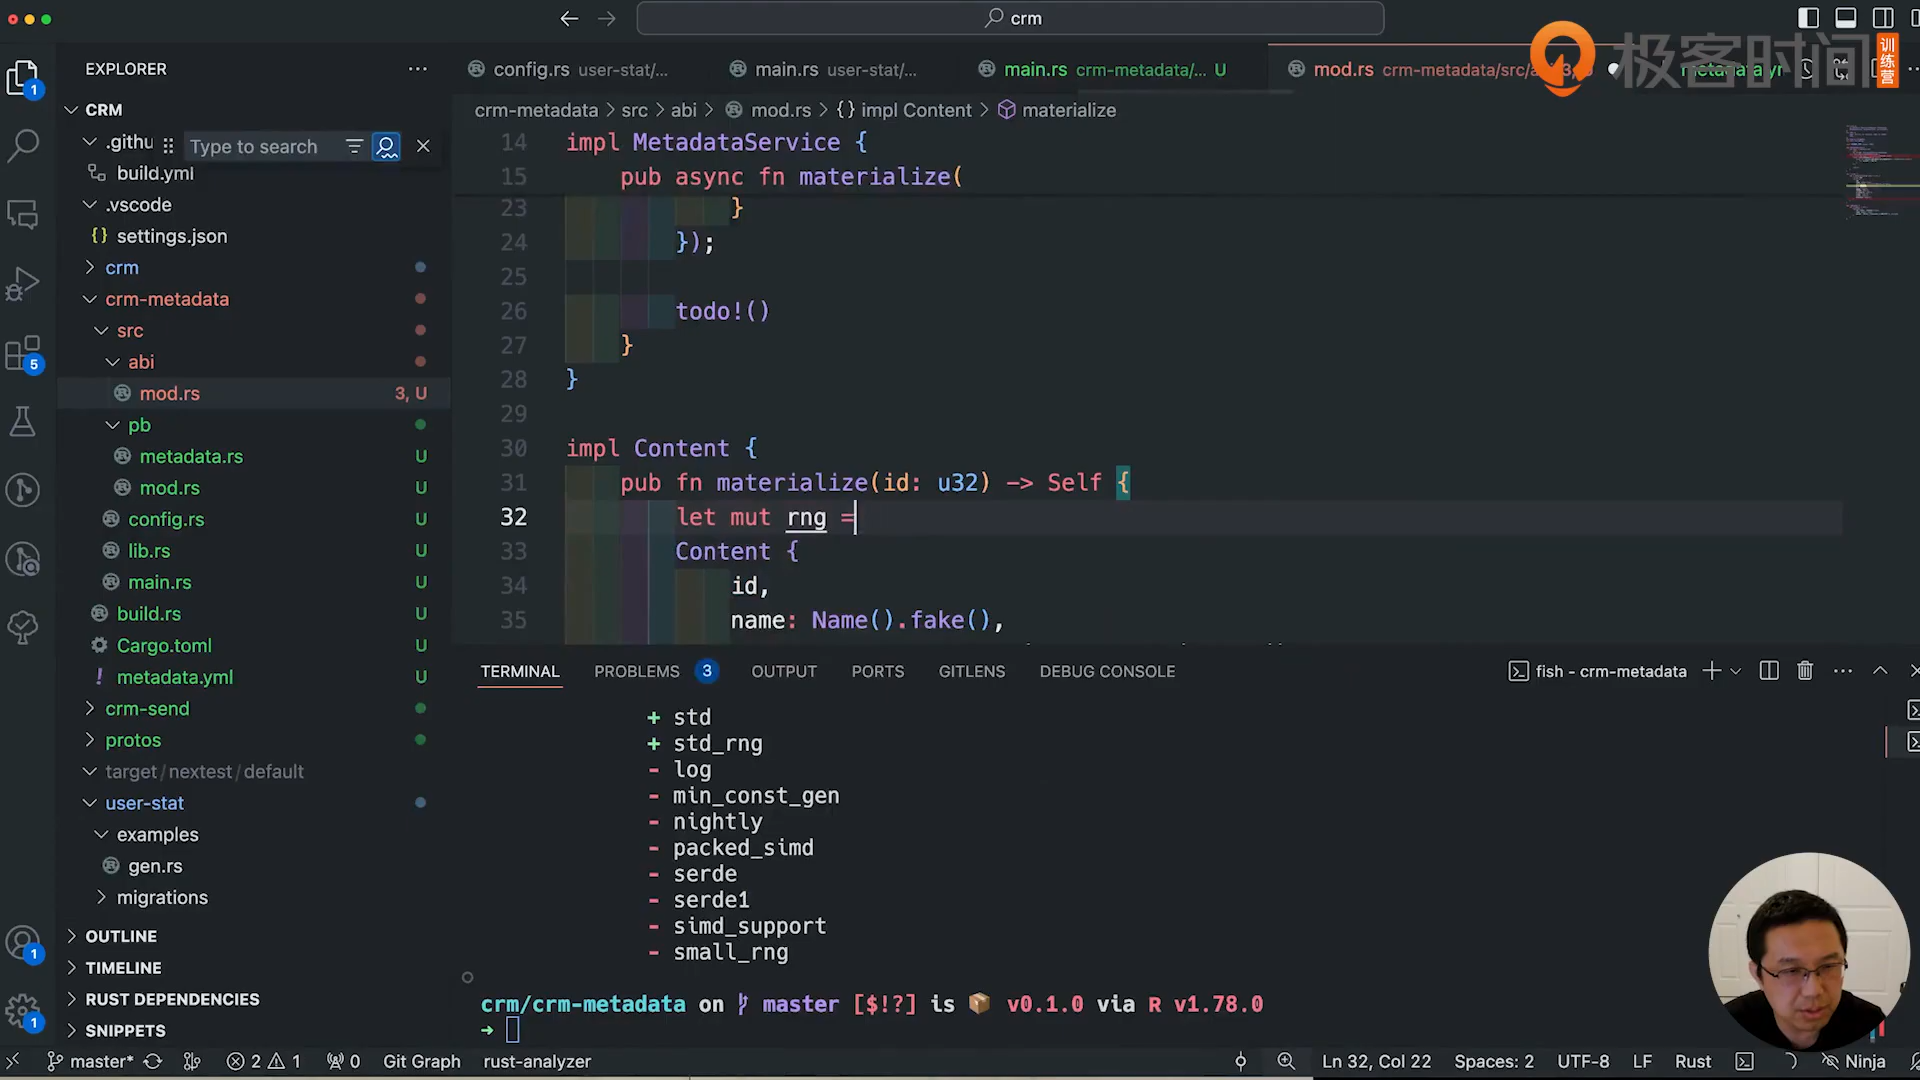 crm
极客时间 训练营
EXPLORER
config.rs user-stat/...
main.rs user-stat/...
main.rs crm-metadata/... U
mod.rs crm-metadata/src/a
CRM
crm-metadata > src > abi > mod.rs > {} impl Content > materialize
.githu
Type to search
build.yml
.vscode
settings.json
crm
crm-metadata
src
abi
mod.rs 3, U
pb
metadata.rs U
mod.rs U
config.rs U
lib.rs U
main.rs U
build.rs U
Cargo.toml U
metadata.yml U
crm-send
protos
target/nextest/default
user-stat
examples
gen.rs
migrations
OUTLINE
TIMELINE
RUST DEPENDENCIES
SNIPPETS
14 impl MetadataService {
15 pub async fn materialize(
23 }
24 });
25
26 todo!()
27 }
28 }
29
30 impl Content {
31 pub fn materialize(id: u32) -> Self {
32 let mut rng =
33 Content {
34 id,
35 name: Name().fake(),
TERMINAL PROBLEMS 3 OUTPUT PORTS GITLENS DEBUG CONSOLE
fish - crm-metadata
+ std
+ std_rng
- log
- min_const_gen
- nightly
- packed_simd
- serde
- serde1
- simd_support
- small_rng
crm/crm-metadata on master [$!?] is 📦 v0.1.0 via R v1.78.0
→
1
5
1
1
master* 2 1 0 Git Graph rust-analyzer
Ln 32, Col 22 Spaces: 2 UTF-8 LF Rust Ninja